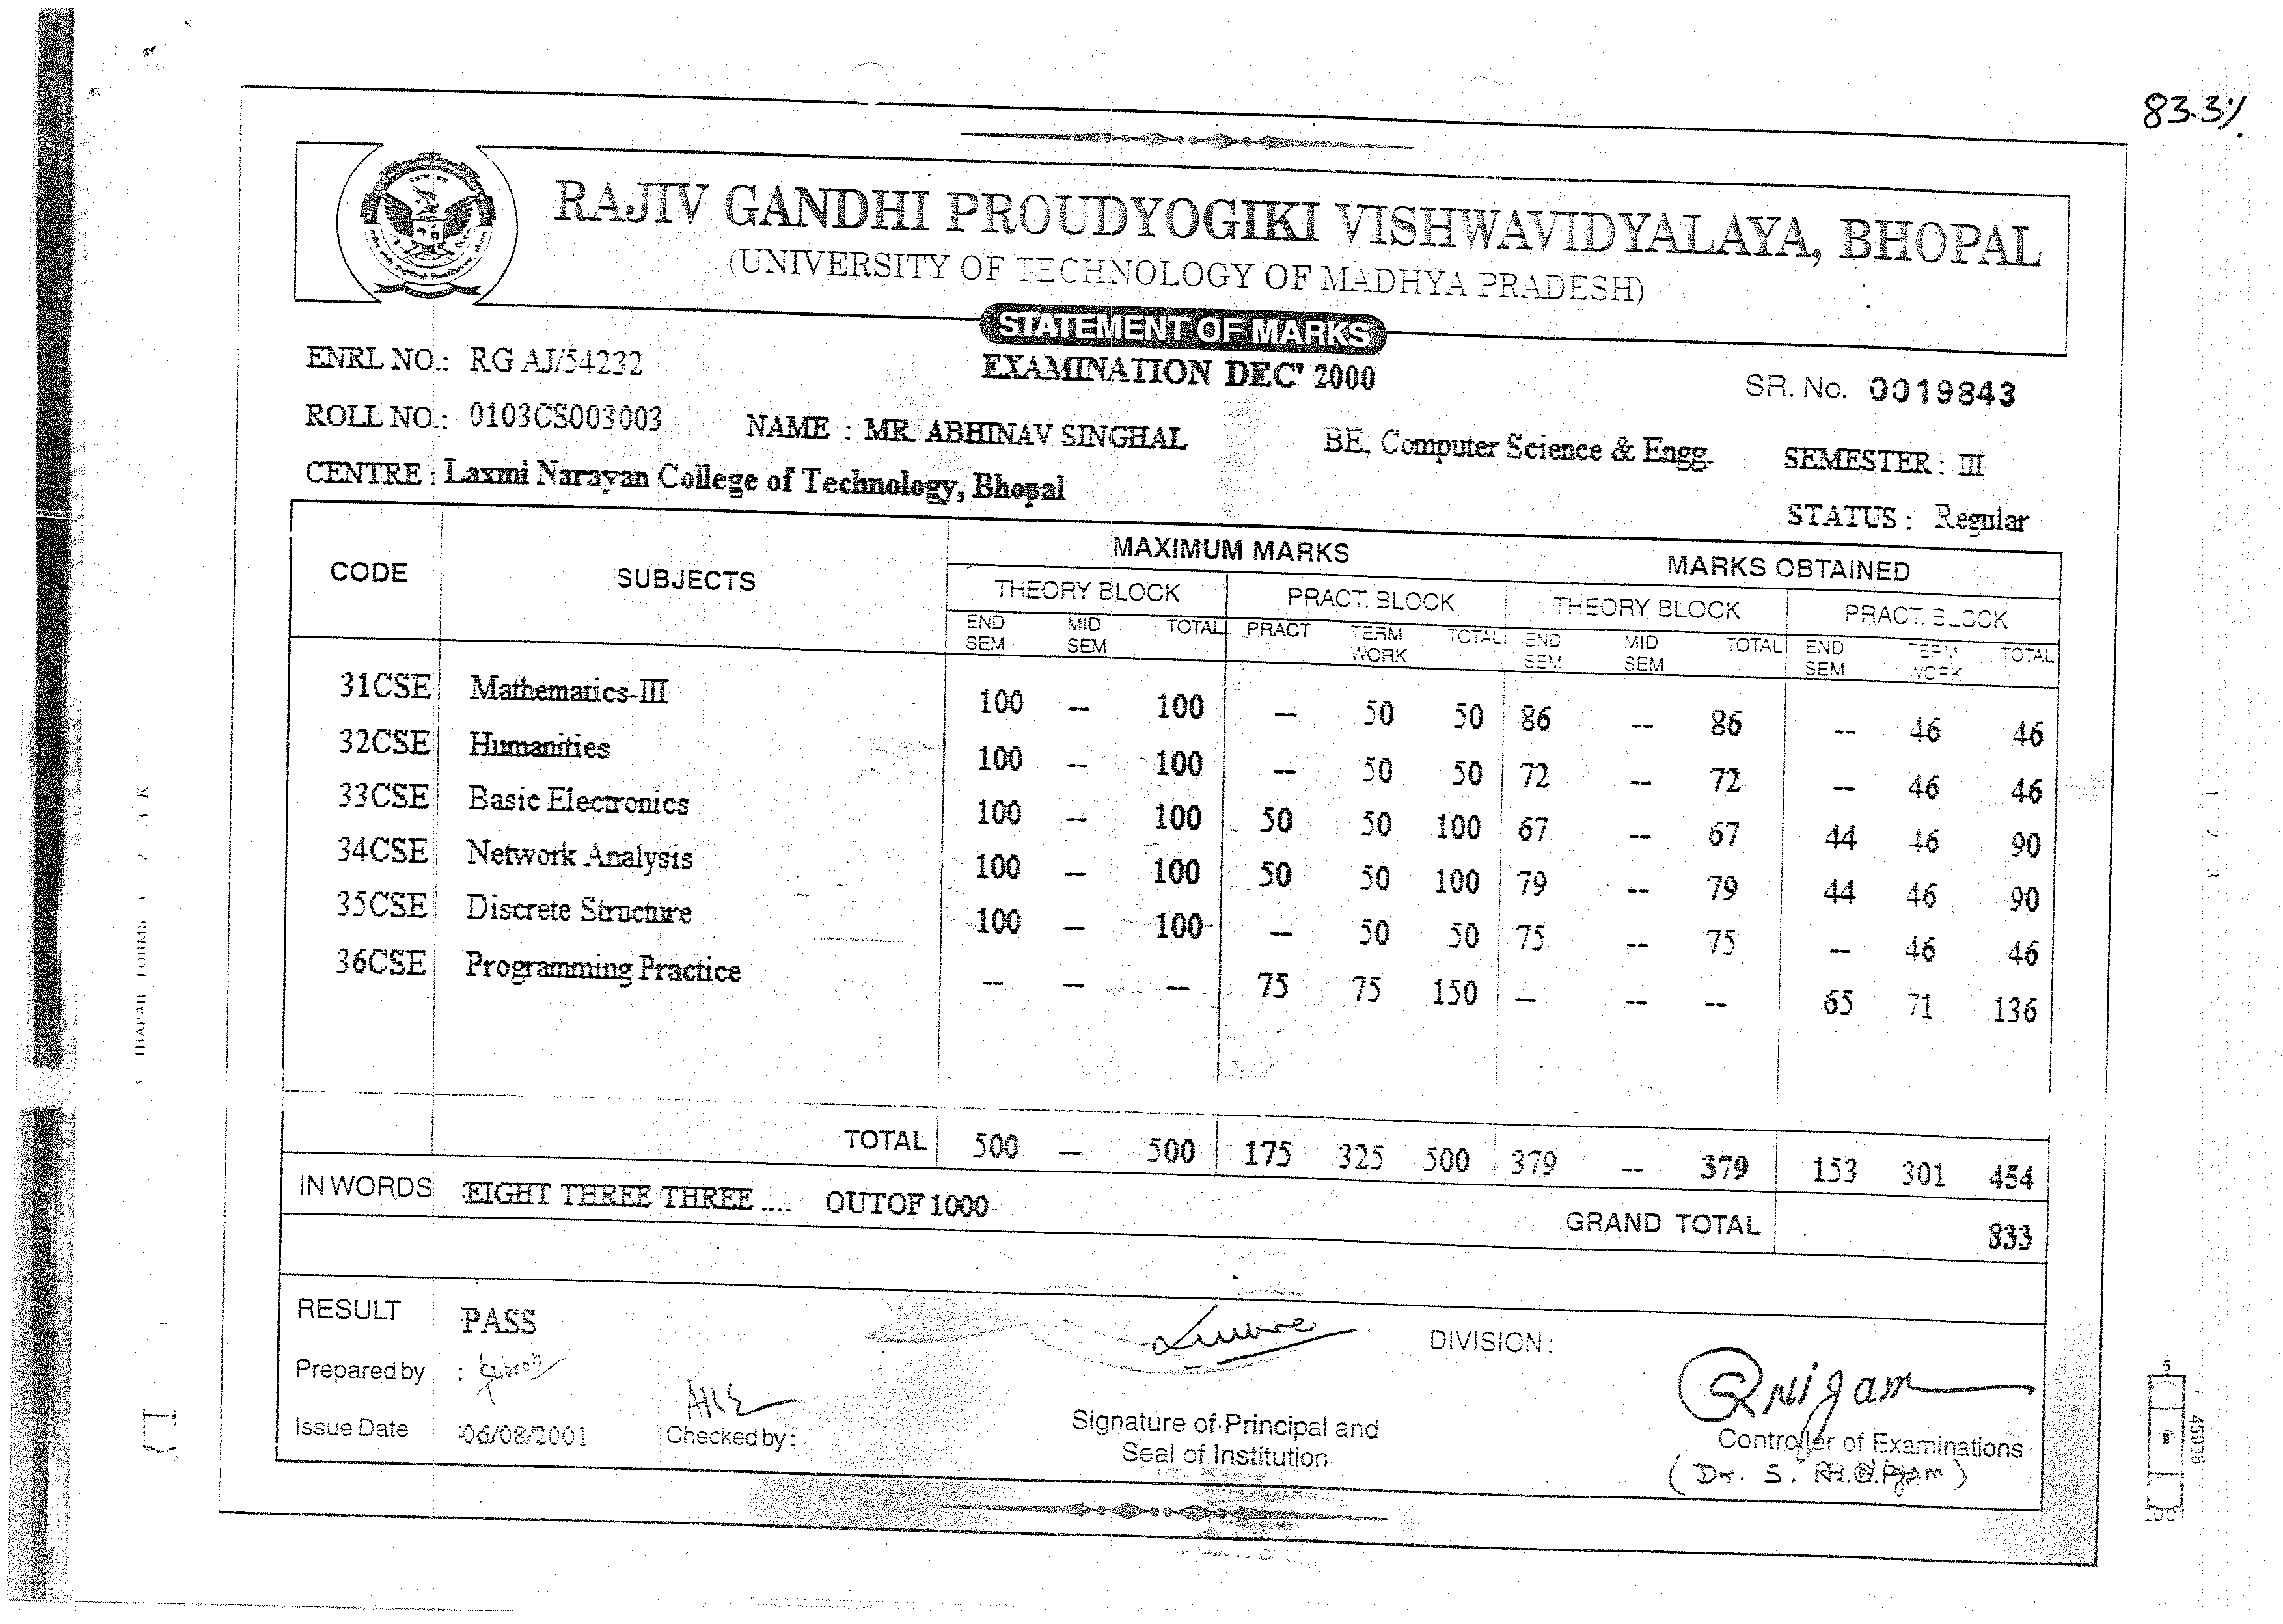 83.3%
RAJIV GANDHI PROUDYOGIKI VISHWAVIDYALAYA, BHOPAL
(UNIVERSITY OF TECHNOLOGY OF MADHYA PRADESH)
STATEMENT OF MARKS
ENRL NO.: RG AJ/54232 EXAMINATION DEC' 2000 SR. No. 0019843
ROLL NO.: 0103CS003003 NAME : MR. ABHINAV SINGHAL BE, Computer Science & Engg. SEMESTER : III
CENTRE : Laxmi Narayan College of Technology, Bhopal STATUS : Regular
CODE SUBJECTS MAXIMUM MARKS MARKS OBTAINED
THEORY BLOCK PRACT. BLOCK THEORY BLOCK PRACT. BLOCK
END SEM MID SEM TOTAL PRACT TERM WORK TOTAL END SEM MID SEM TOTAL END SEM TERM WORK TOTAL
31CSE Mathematics-III 100 -- 100 -- 50 50 86 -- 86 -- 46 46
32CSE Humanities 100 -- 100 -- 50 50 72 -- 72 -- 46 46
33CSE Basic Electronics 100 -- 100 50 50 100 67 -- 67 44 46 90
34CSE Network Analysis 100 -- 100 50 50 100 79 -- 79 44 46 90
35CSE Discrete Structure 100 -- 100 -- 50 50 75 -- 75 -- 46 46
36CSE Programming Practice -- -- -- 75 75 150 -- -- -- 65 71 136
TOTAL 500 -- 500 175 325 500 379 -- 379 153 301 454
IN WORDS EIGHT THREE THREE .... OUTOF 1000
GRAND TOTAL 833
RESULT PASS DIVISION :
Prepared by :
Issue Date :06/08/2001 Checked by :
Signature of Principal and
Seal of Institution
Controller of Examinations
(Dr. S.
45936